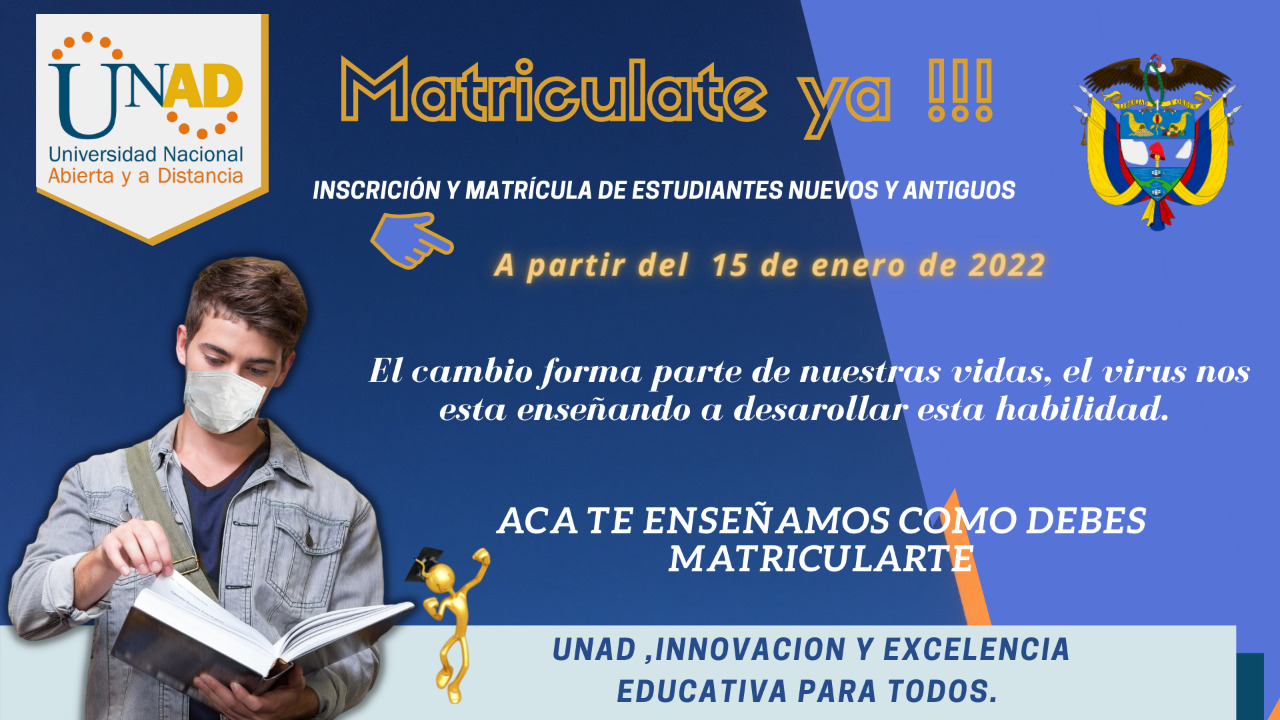 UNAD
Universidad Nacional
Abierta y a Distancia
Matriculate ya !!!
INSCRICIÓN Y MATRÍCULA DE ESTUDIANTES NUEVOS Y ANTIGUOS
A partir del 15 de enero de 2022
El cambio forma parte de nuestras vidas, el virus nos
esta enseñando a desarollar esta habilidad.
ACA TE ENSEÑAMOS COMO DEBES
MATRICULARTE
UNAD ,INNOVACION Y EXCELENCIA
EDUCATIVA PARA TODOS.